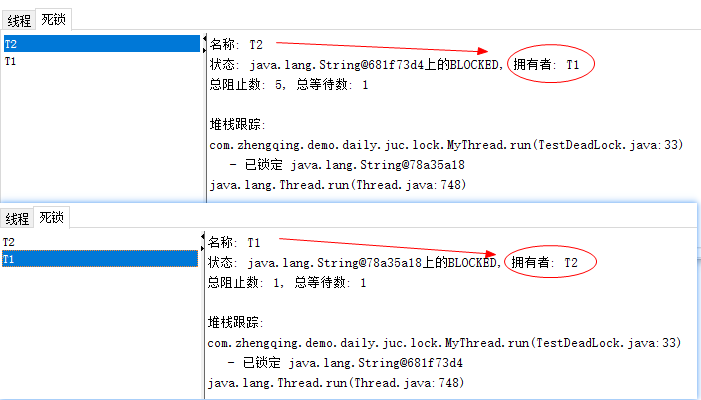 线程 死锁
T2
T1
名称: T2
状态: java.lang.String@681f73d4上的BLOCKED, 拥有者: T1
总阻止数: 5, 总等待数: 1
堆栈跟踪:
com.zhengqing.demo.daily.juc.lock.MyThread.run(TestDeadLock.java:33)
- 已锁定 java.lang.String@78a35a18
java.lang.Thread.run(Thread.java:748)
线程 死锁
T2
T1
名称: T1
状态: java.lang.String@78a35a18上的BLOCKED, 拥有者: T2
总阻止数: 1, 总等待数: 1
堆栈跟踪:
com.zhengqing.demo.daily.juc.lock.MyThread.run(TestDeadLock.java:33)
- 已锁定 java.lang.String@681f73d4
java.lang.Thread.run(Thread.java:748)